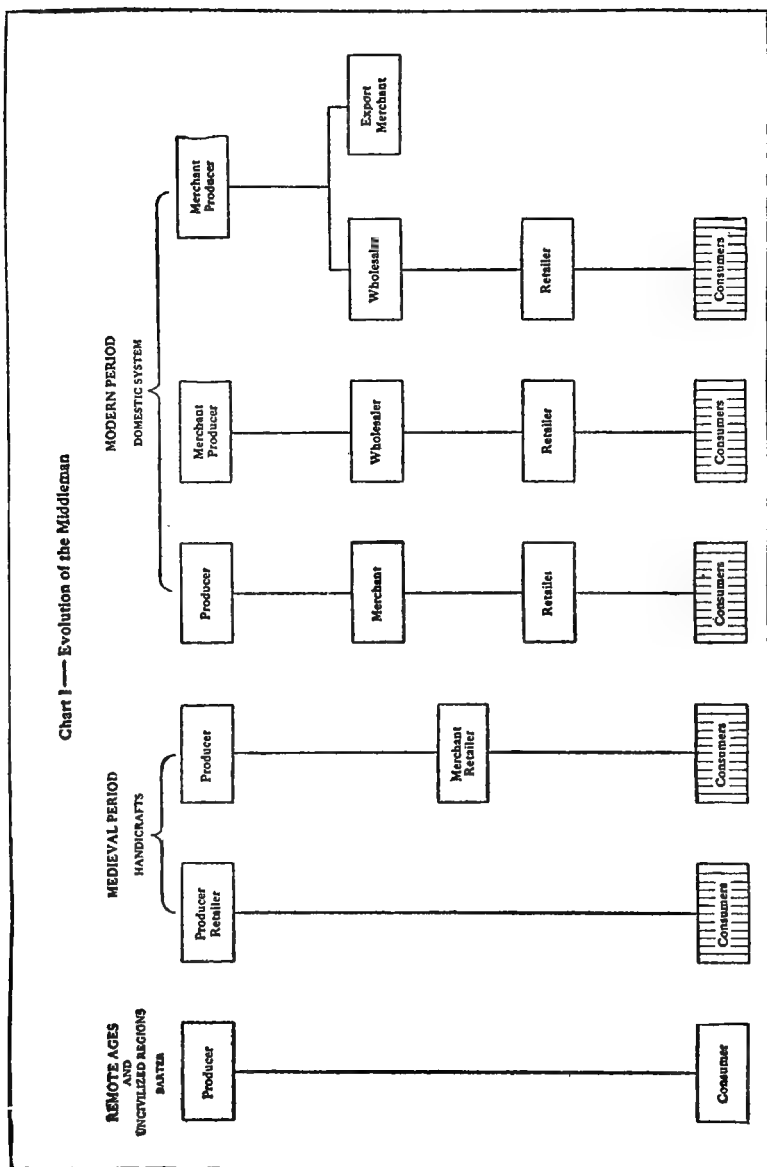 Chart I — Evolution of the Middleman
REMOTE AGES
AND
UNCIVILIZED REGIONS
BARTER
Producer
Consumer
MEDIEVAL PERIOD
HANDICRAFTS
Producer
Retailer
Consumers
Producer
Merchant
Retailer
Consumers
MODERN PERIOD
DOMESTIC SYSTEM
Producer
Merchant
Retailer
Consumers
Merchant
Producer
Wholesaler
Retailer
Consumers
Merchant
Producer
Wholesaler
Retailer
Consumers
Export
Merchant